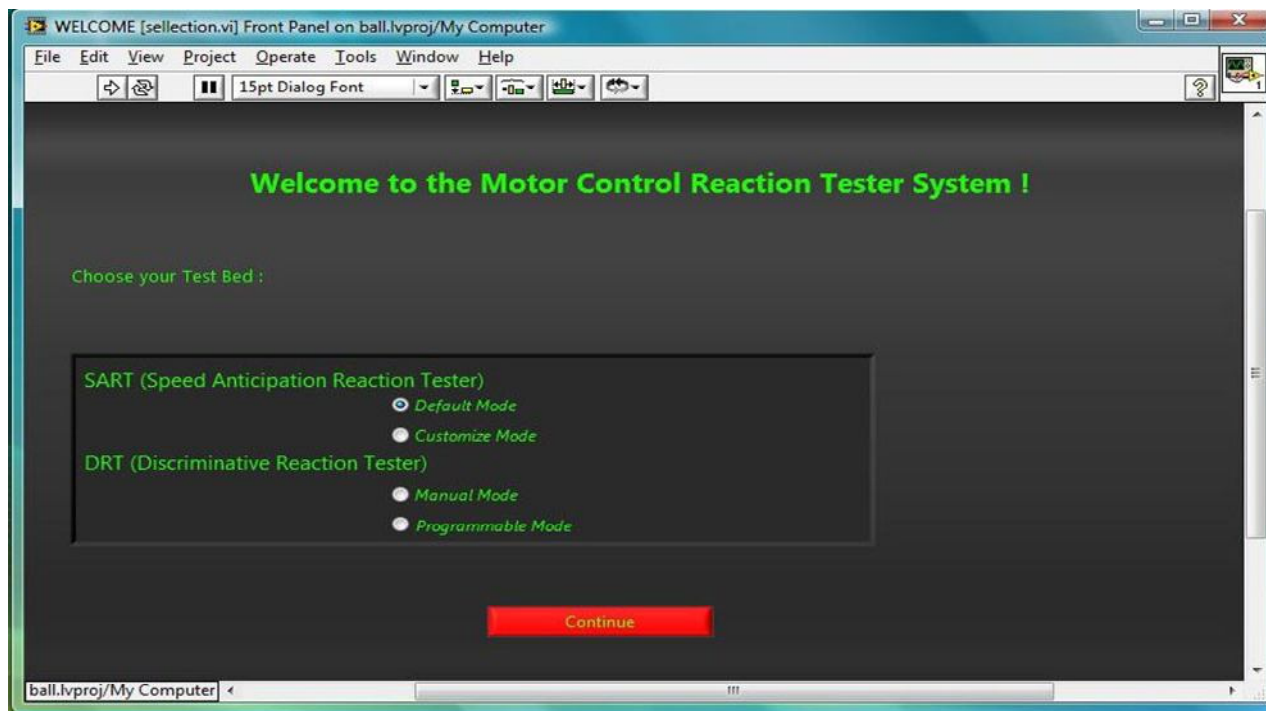 WELCOME [sellection.vi] Front Panel on ball.lvproj/My Computer
File Edit View Project Operate Tools Window Help
15pt Dialog Font
1
Welcome to the Motor Control Reaction Tester System !
Choose your Test Bed :
SART (Speed Anticipation Reaction Tester)
Default Mode
Customize Mode
DRT (Discriminative Reaction Tester)
Manual Mode
Programmable Mode
Continue
ball.lvproj/My Computer